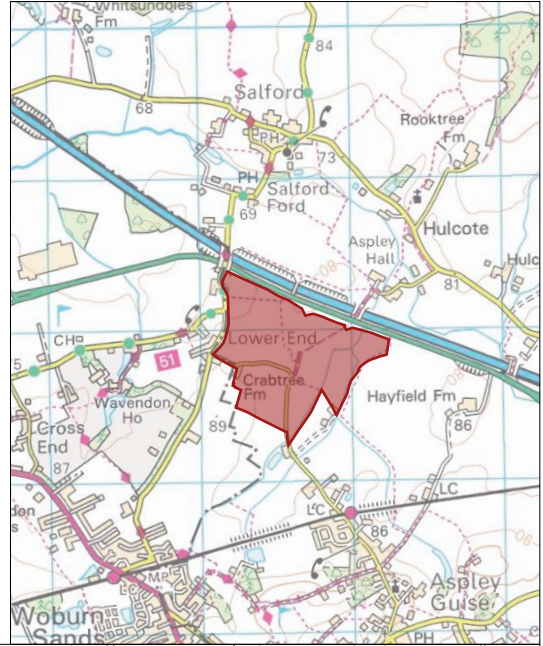 Whitsundoles
Fm
84
68
Salford
PH
73
Rooktree
Fm
PH
Salford
Ford
69
Hulcote
Aspley
Hall
81
Lower End
CH
51
Crabtree
Fm
Wavendon
Ho
Hayfield Fm
89
86
Cross
End
87
LC
LC
86
MP
Aspley
Guise
Woburn
Sands
PH